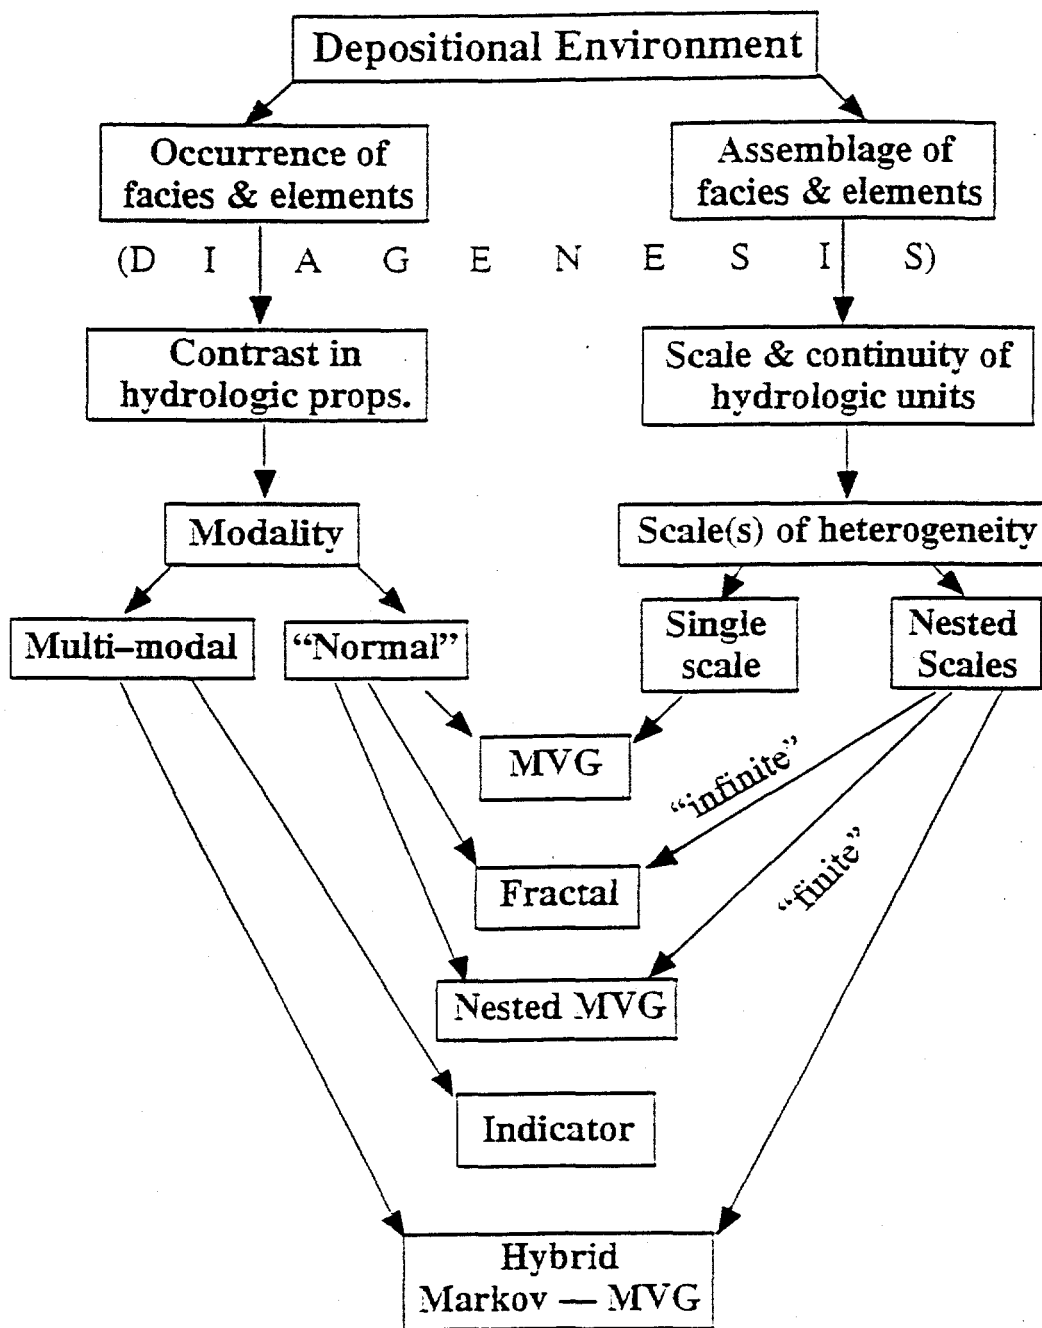 Depositional Environment
Occurrence of
facies & elements
Assemblage of
facies & elements
(D I A G E N E S I S)
Contrast in
hydrologic props.
Scale & continuity of
hydrologic units
Modality
Scale(s) of heterogeneity
Multi–modal
“Normal”
Single
scale
Nested
Scales
MVG
“infinite”
Fractal
“finite”
Nested MVG
Indicator
Hybrid
Markov — MVG